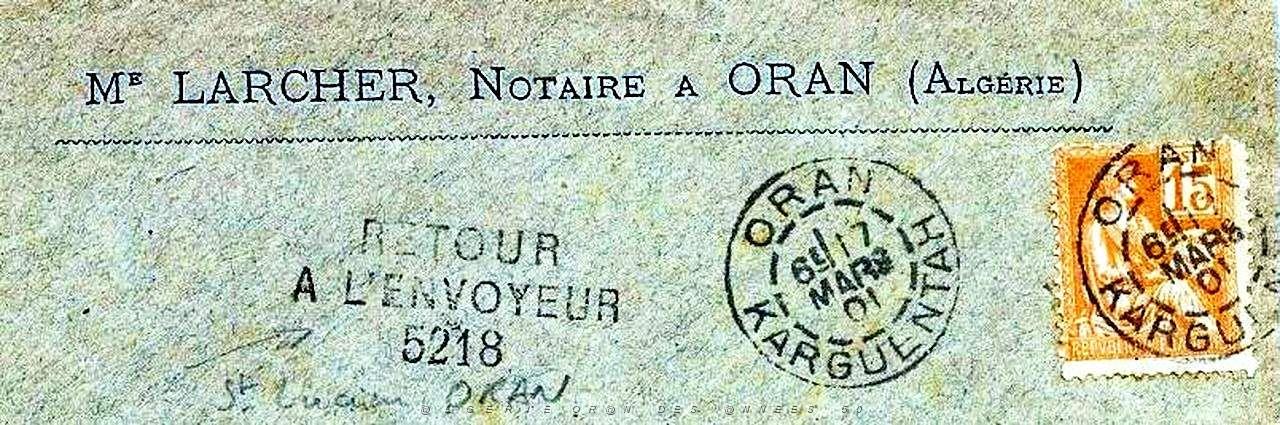 Mᴱ LARCHER, NOTAIRE A ORAN (ALGÉRIE)
RETOUR
A L'ENVOYEUR
5218
St Lucien ORAN
ORAN
6E 17
MARS
01
KARGUENTAH
15
ORAN
6E
MARS
01
KARGU